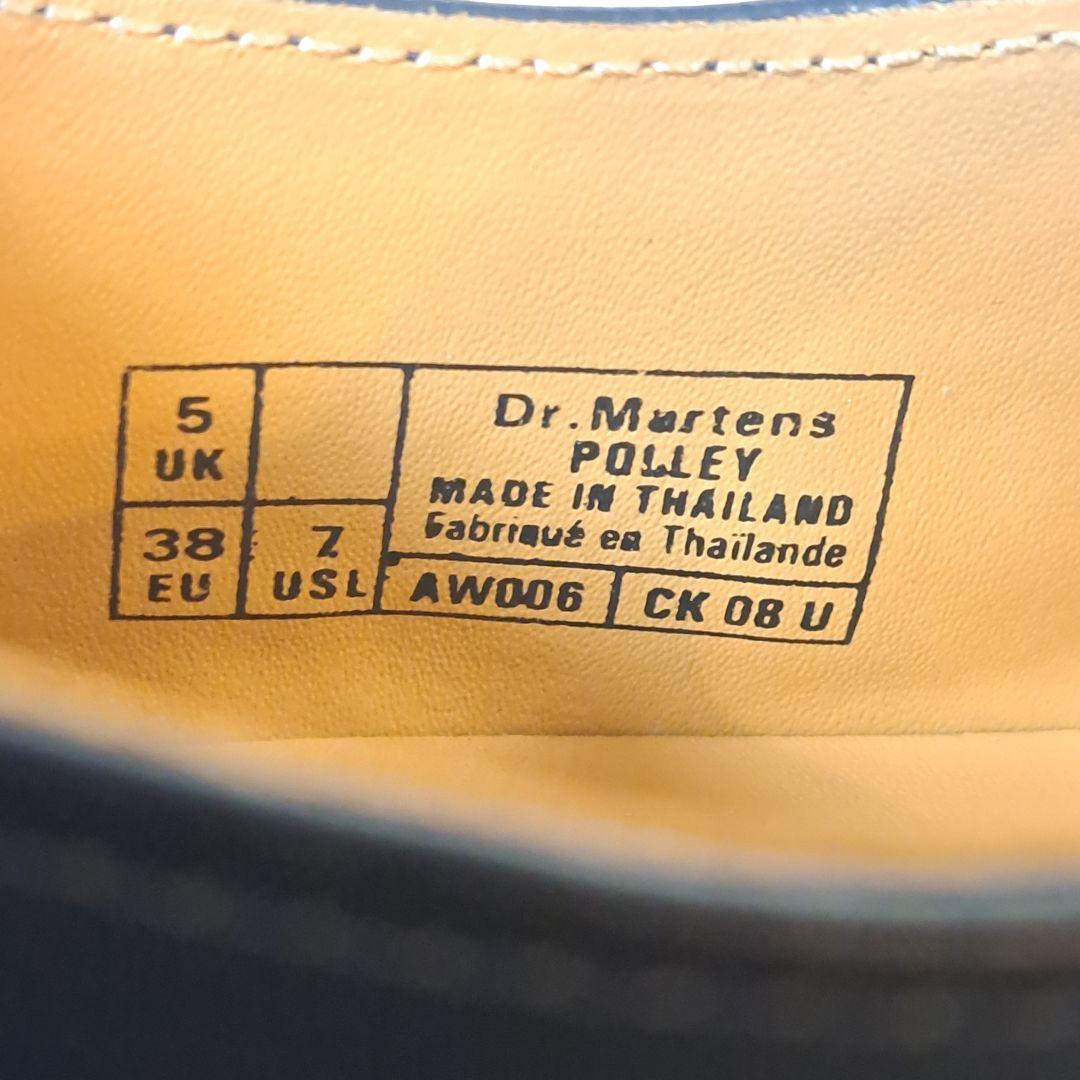 5
UK
38
EU
7
USL
Dr.Martens
POLLEY
MADE IN THAILAND
Fabriqué en Thaïlande
AW006
CK 08 U